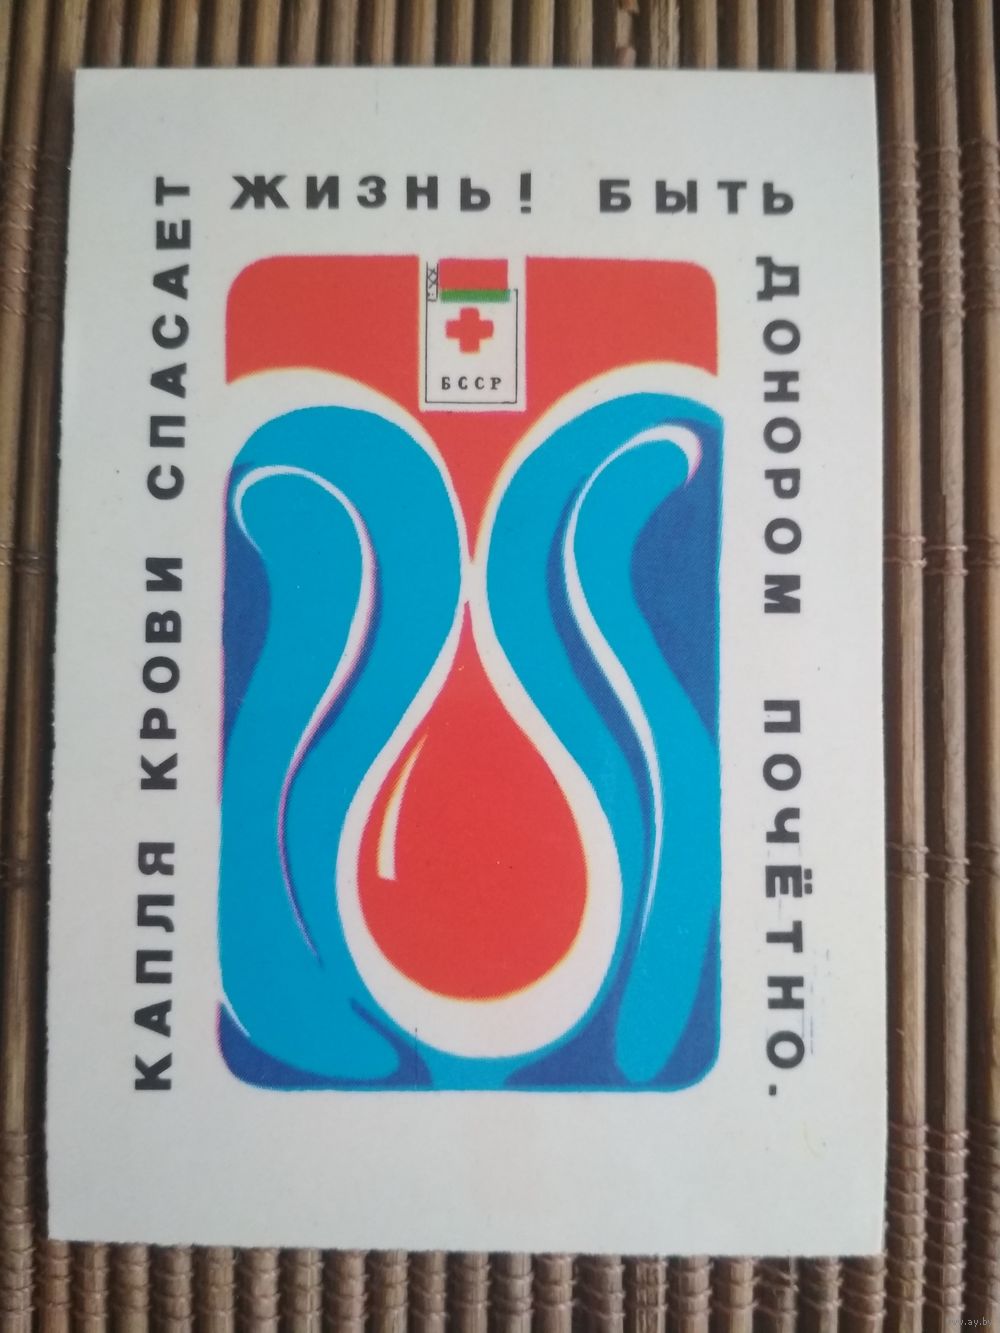 КАПЛЯ КРОВИ СПАСАЕТ
ЖИЗНЬ! БЫТЬ
ДОНОРОМ ПОЧЁТНО.
БССР